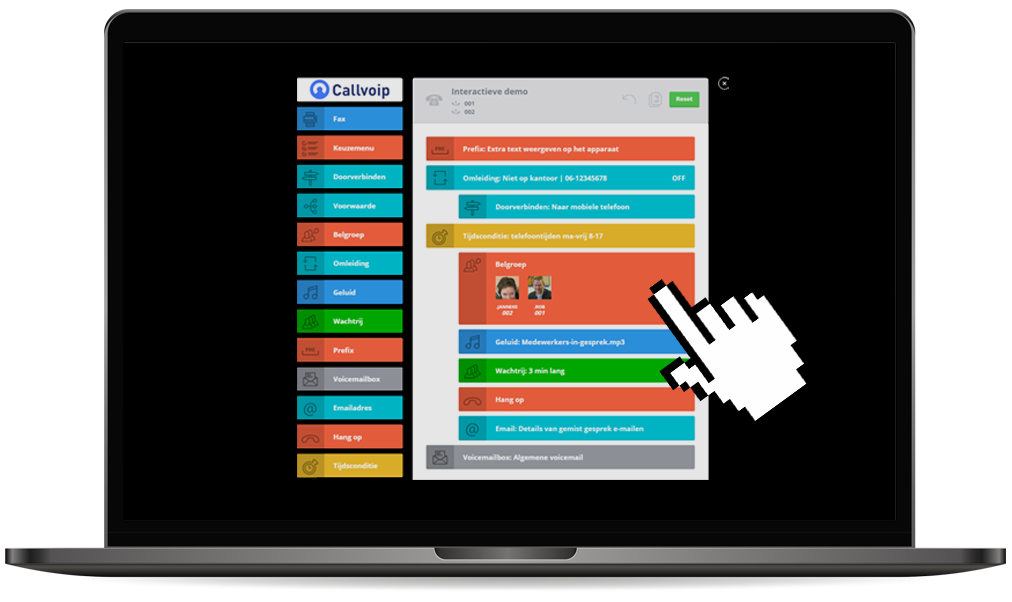 Callvoip
Fax
Keuzemenu
Doorverbinden
Voorwaarde
Belgroep
Omleiding
Geluid
Wachtrij
PRE
Prefix
Voicemailbox
Emailadres
Hang op
Tijdsconditie
Interactieve demo
001
002
Reset
PRE
Prefix: Extra text weergeven op het apparaat
Omleiding: Niet op kantoor | 06-12345678
OFF
Doorverbinden: Naar mobiele telefoon
Tijdsconditie: telefoontijden ma-vrij 8-17
Belgroep
002
001
Geluid: Medewerkers-in-gesprek.mp3
Wachtrij: 3 min lang
Hang op
Email: Details van gemist gesprek e-mailen
Voicemailbox: Algemene voicemail